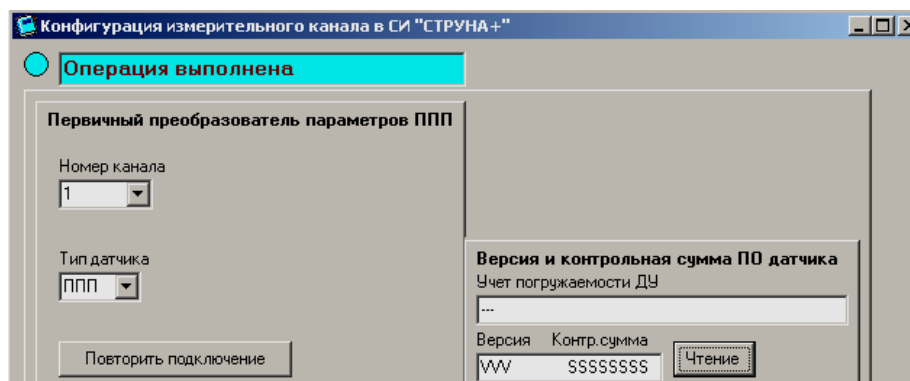 Конфигурация измерительного канала в СИ "СТРУНА+"
Операция выполнена
Первичный преобразователь параметров ППП
Номер канала
1
Тип датчика
ППП
Повторить подключение
Версия и контрольная сумма ПО датчика
Учет погружаемости ДУ
---
Версия Контр.сумма
VVV SSSSSSSS
Чтение